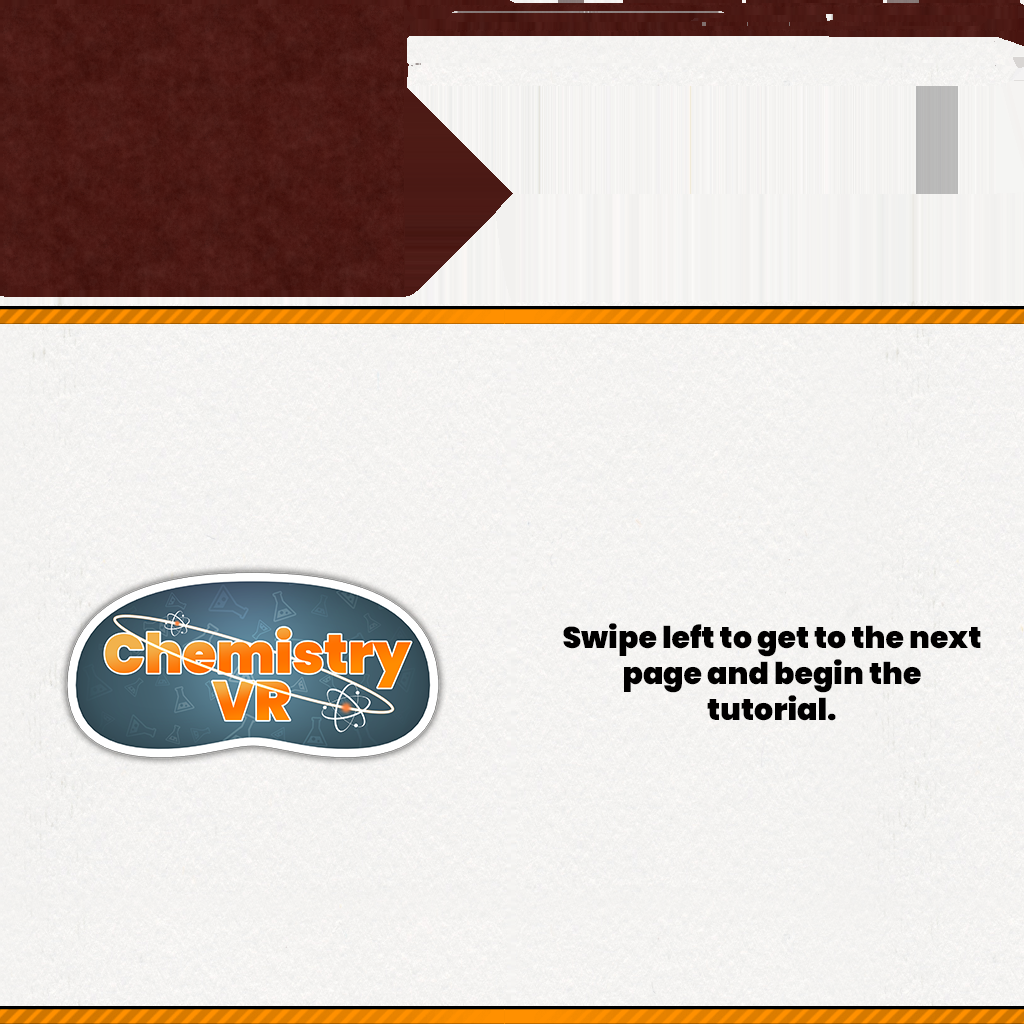 Chemistry
VR
Swipe left to get to the next
page and begin the
tutorial.